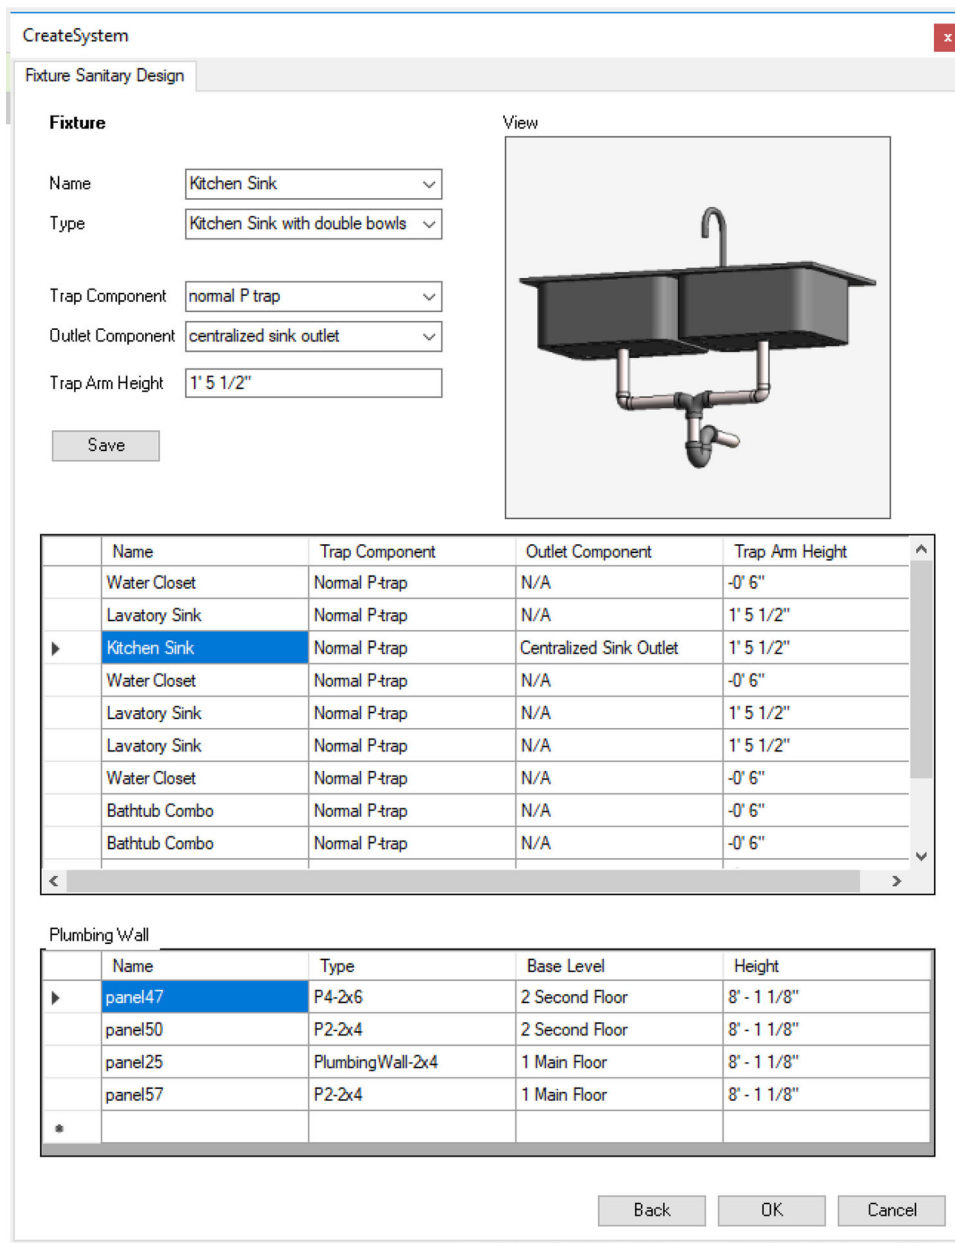 CreateSystem
x
Fixture Sanitary Design
Fixture
View
Name Kitchen Sink
Type Kitchen Sink with double bowls
Trap Component normal P trap
Outlet Component centralized sink outlet
Trap Arm Height 1' 5 1/2"
Save
Name Trap Component Outlet Component Trap Arm Height
Water Closet Normal P-trap N/A -0' 6"
Lavatory Sink Normal P-trap N/A 1' 5 1/2"
Kitchen Sink Normal P-trap Centralized Sink Outlet 1' 5 1/2"
Water Closet Normal P-trap N/A -0' 6"
Lavatory Sink Normal P-trap N/A 1' 5 1/2"
Lavatory Sink Normal P-trap N/A 1' 5 1/2"
Water Closet Normal P-trap N/A -0' 6"
Bathtub Combo Normal P-trap N/A -0' 6"
Bathtub Combo Normal P-trap N/A -0' 6"
Plumbing Wall
Name Type Base Level Height
panel47 P4-2x6 2 Second Floor 8' - 1 1/8"
panel50 P2-2x4 2 Second Floor 8' - 1 1/8"
panel25 PlumbingWall-2x4 1 Main Floor 8' - 1 1/8"
panel57 P2-2x4 1 Main Floor 8' - 1 1/8"
*
Back OK Cancel